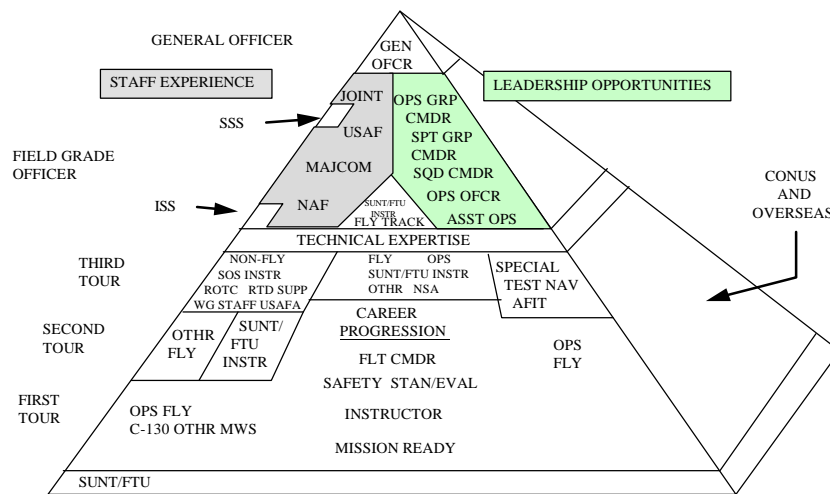 GENERAL OFFICER
GEN
OFCR
STAFF EXPERIENCE
LEADERSHIP OPPORTUNITIES
JOINT
OPS GRP
CMDR
SSS
USAF
SPT GRP
CMDR
FIELD GRADE
OFFICER
MAJCOM
SQD CMDR
CONUS
AND
OVERSEAS
OPS OFCR
ISS
NAF
SUNT/FTU
INSTR
FLY TRACK
ASST OPS
TECHNICAL EXPERTISE
THIRD
TOUR
NON-FLY
SOS INSTR
ROTC RTD SUPP
WG STAFF USAFA
FLY OPS
SUNT/FTU INSTR
OTHR NSA
SPECIAL
TEST NAV
AFIT
SECOND
TOUR
OTHR
FLY
SUNT/
FTU
INSTR
CAREER
PROGRESSION
FLT CMDR
OPS
FLY
SAFETY STAN/EVAL
FIRST
TOUR
OPS FLY
C-130 OTHR MWS
INSTRUCTOR
MISSION READY
SUNT/FTU